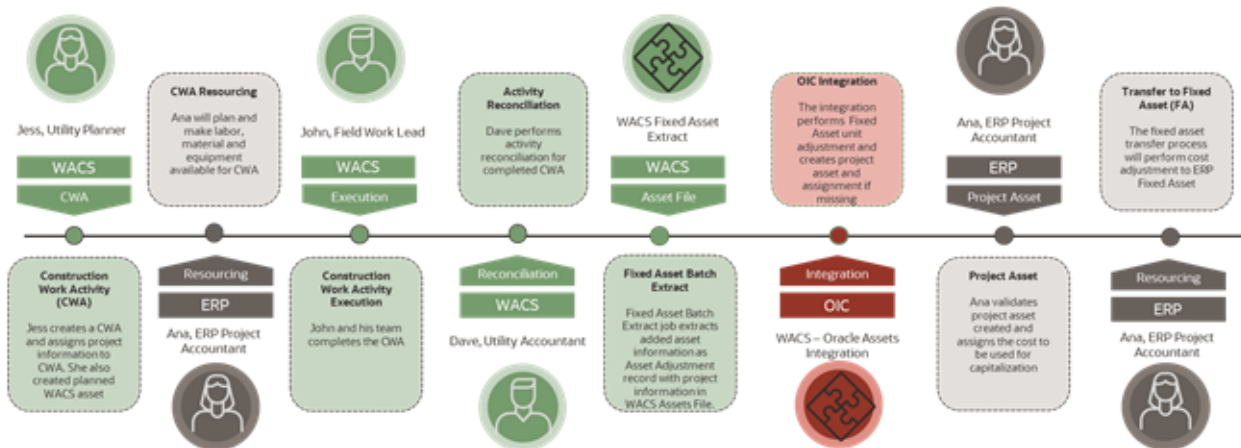 Jess, Utility Planner
WACS
CWA
Construction
Work Activity
(CWA)
Jess creates a CWA
and assigns project
information to
CWA. She also
created planned
WACS asset
CWA Resourcing
Ana will plan and
make labor,
material and
equipment
available for CWA
Resourcing
ERP
Ana, ERP Project
Accountant
John, Field Work Lead
WACS
Execution
Construction
Work Activity
Execution
John and his team
completes the CWA
Activity
Reconciliation
Dave performs
activity
reconciliation for
completed CWA
Reconciliation
WACS
Dave, Utility Accountant
WACS Fixed Asset
Extract
WACS
Asset File
Fixed Asset Batch
Extract
Fixed Asset Batch
Extract job extracts
added asset
information as
Asset Adjustment
record with project
information in
WACS Assets File.
OIC Integration
The integration
performs Fixed
Asset unit
adjustment and
creates project
asset and
assignment if
missing
Integration
OIC
WACS – Oracle Assets
Integration
Ana, ERP Project
Accountant
ERP
Project Asset
Project Asset
Ana validates
project asset
created and
assigns the cost to
be used for
capitalization
Transfer to Fixed
Asset (FA)
The fixed asset
transfer process
will perform cost
adjustment to ERP
Fixed Asset
Resourcing
ERP
Ana, ERP Project
Accountant